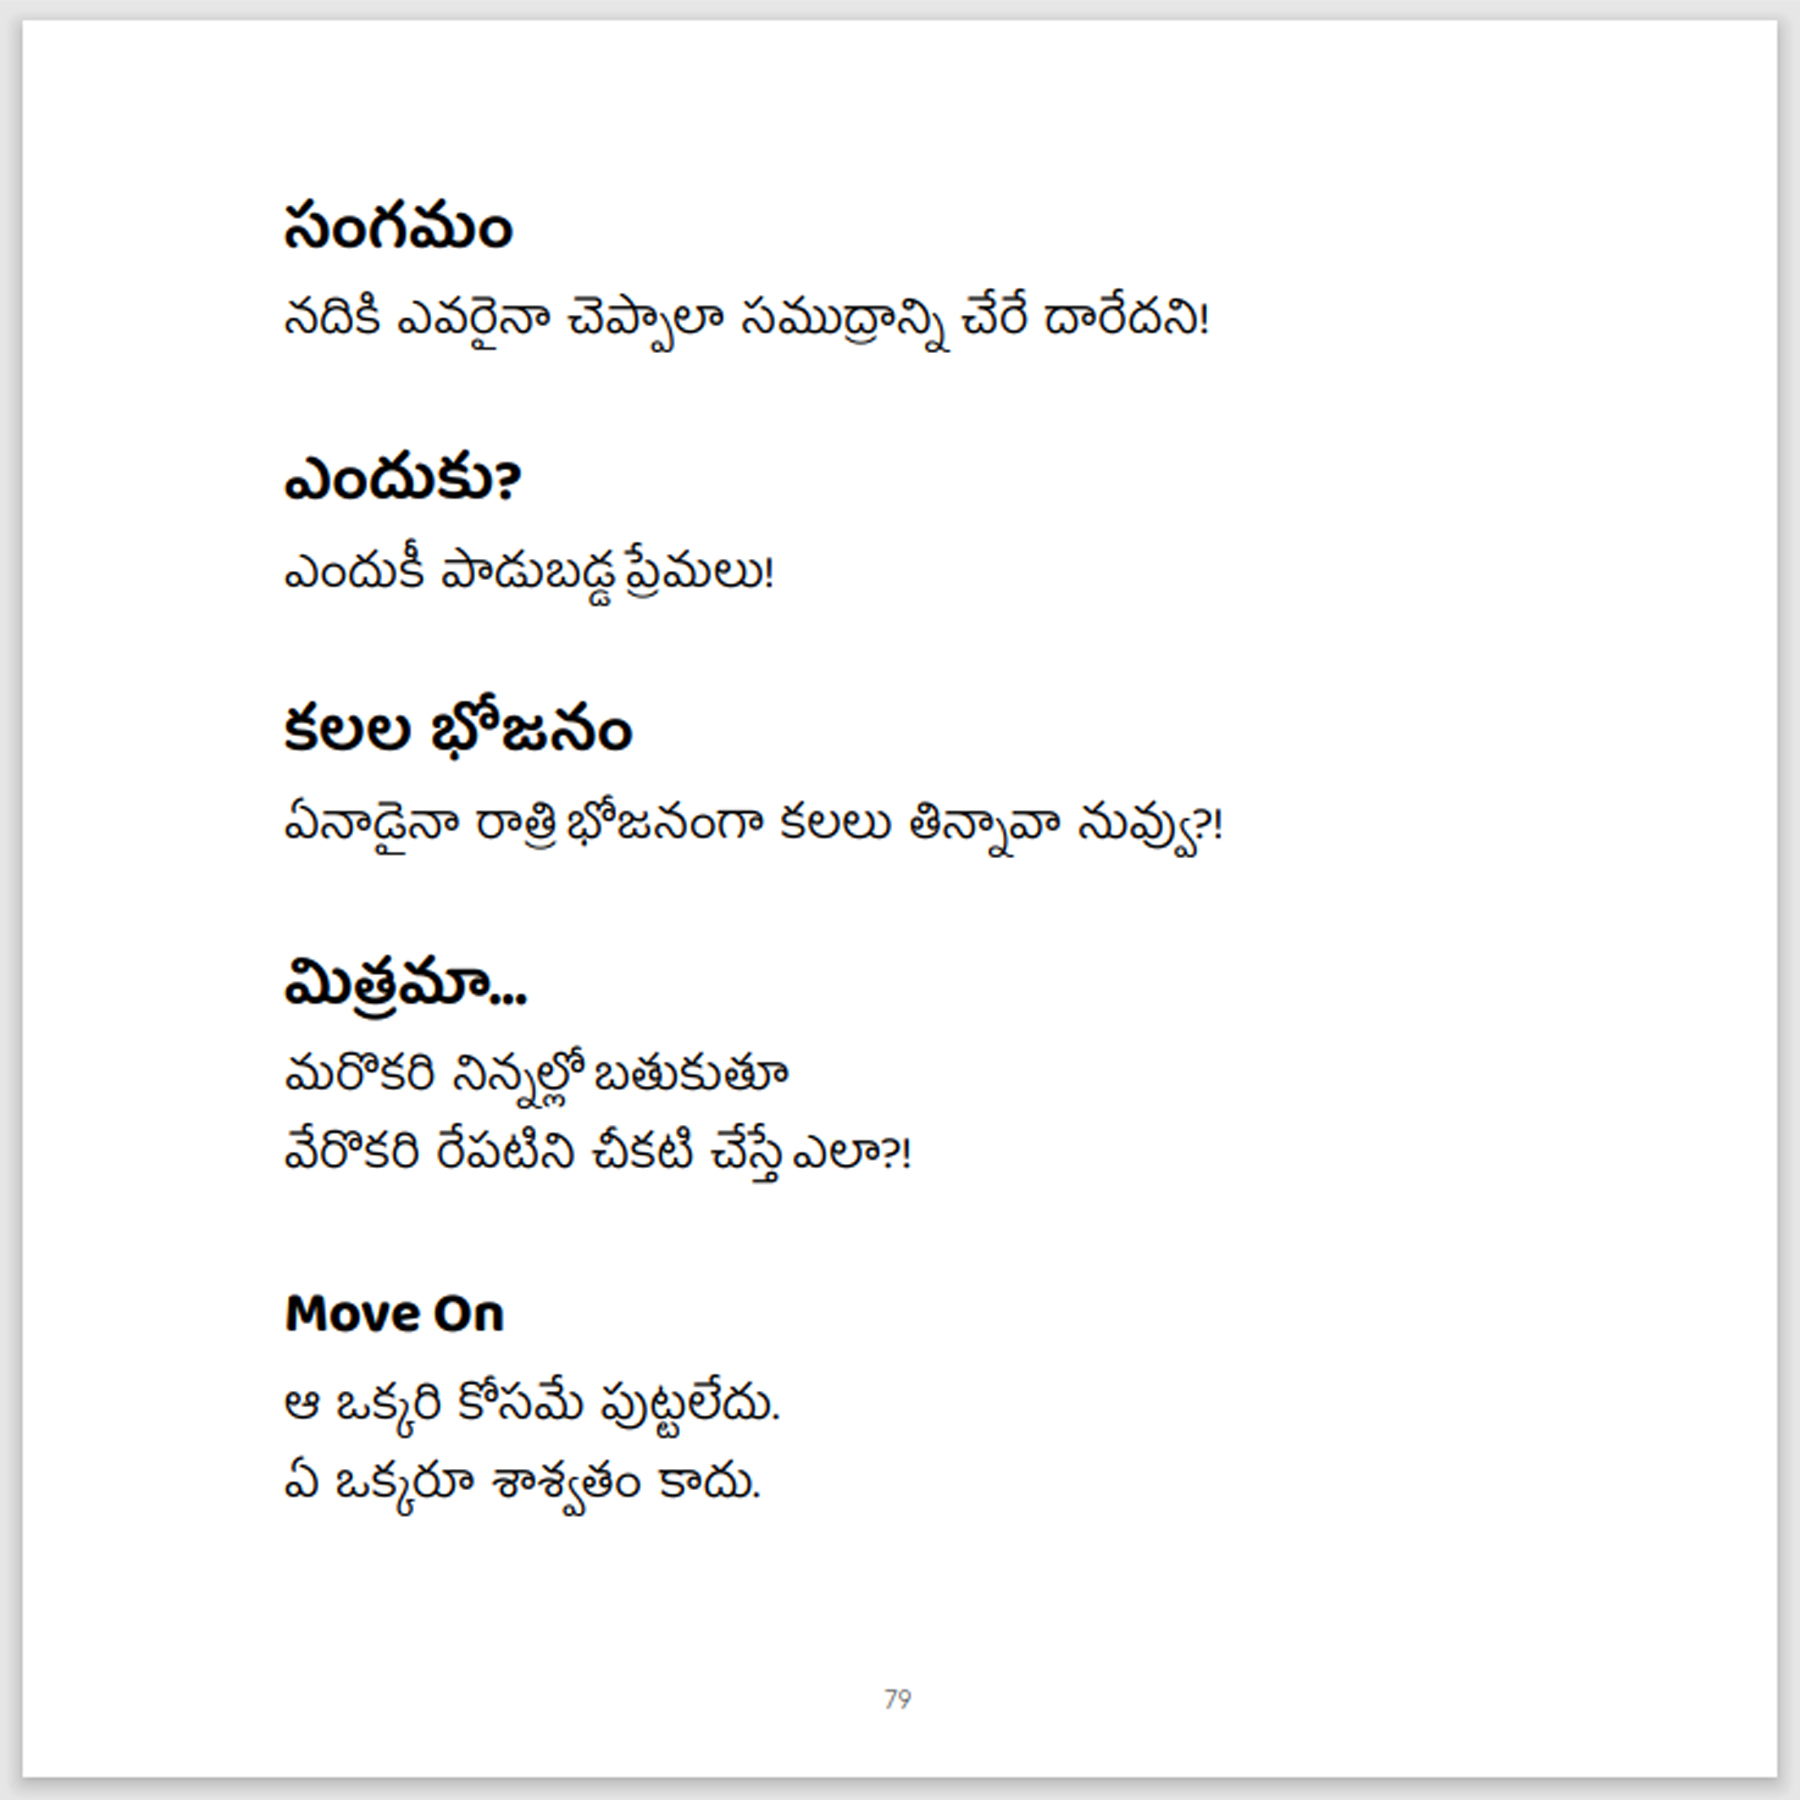 సంగమం
నదికి ఎవరైనా చెప్పాలా సముద్రాన్ని చేరే దారేదని!
ఎందుకు?
ఎందుకీ పాడుబడ్డ ప్రేమలు!
కలల భోజనం
ఏనాడైనా రాత్రి భోజనంగా కలలు తిన్నావా నువ్వు?!
మిత్రమా...
మరొకరి నిన్నల్లో బతుకుతూ
వేరొకరి రేపటిని చీకటి చేస్తే ఎలా?!
Move On
ఆ ఒక్కరి కోసమే పుట్టలేదు.
ఏ ఒక్కరూ శాశ్వతం కాదు.
79